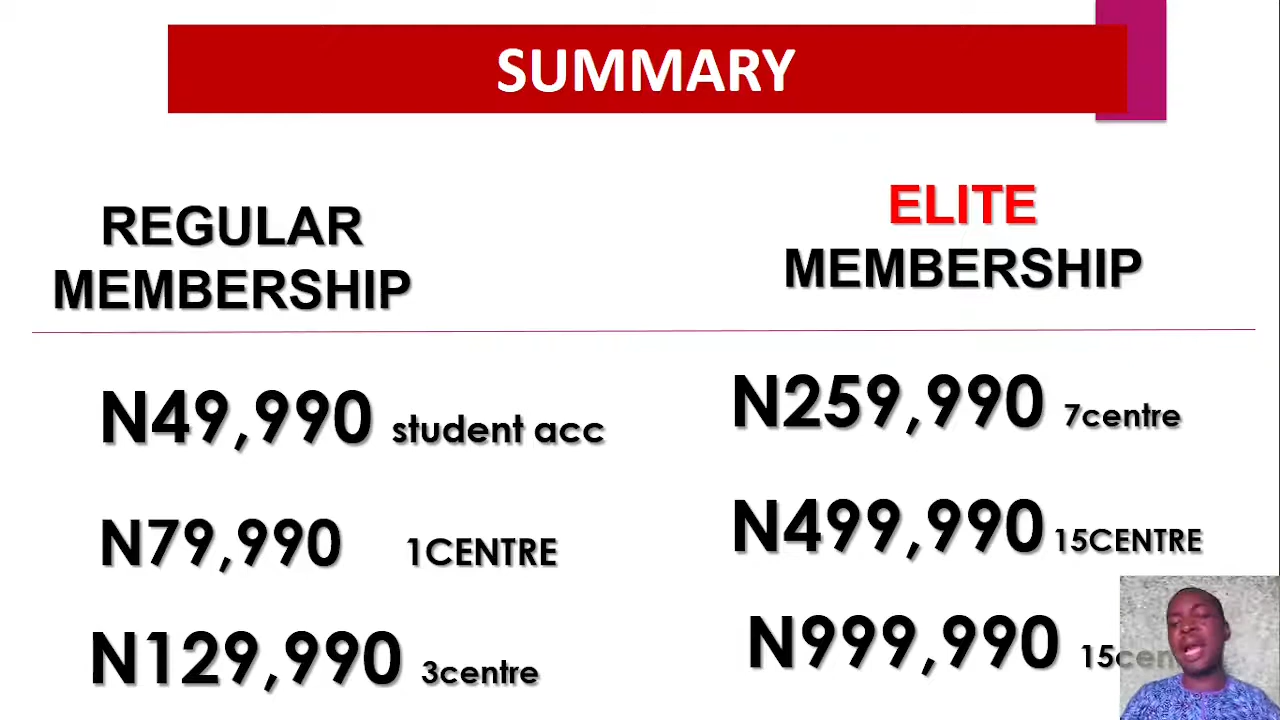 SUMMARY
REGULAR
MEMBERSHIP
N49,990 student acc
N79,990 1CENTRE
N129,990 3centre
ELITE
MEMBERSHIP
N259,990 7centre
N499,990 15CENTRE
N999,990